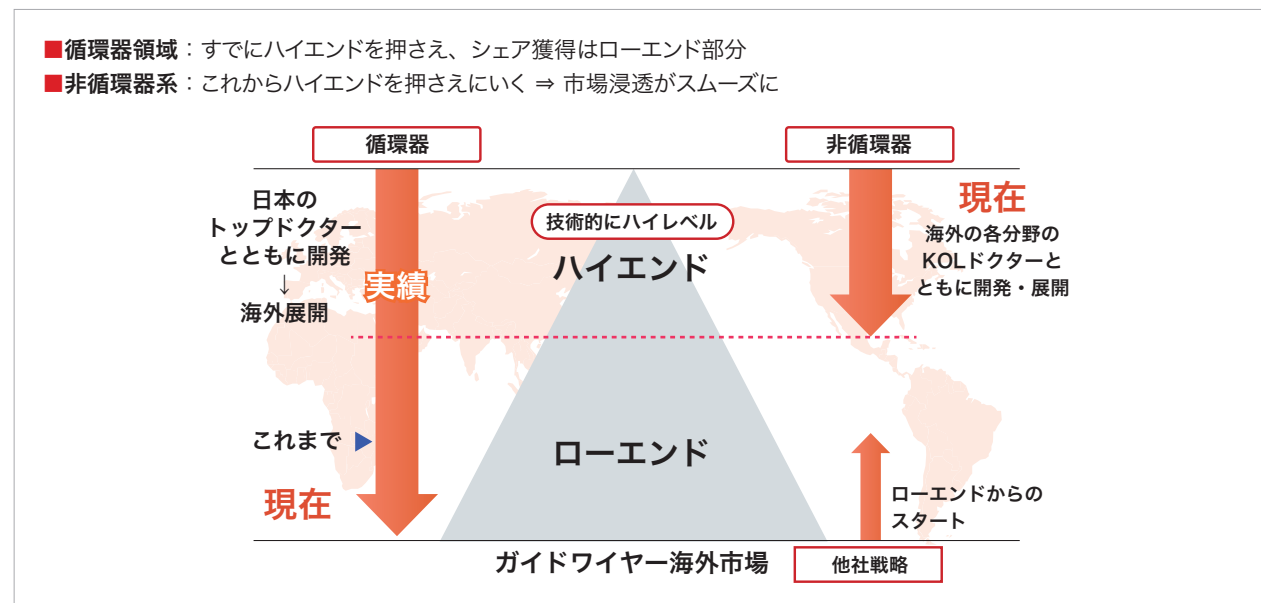 ■循環器領域：すでにハイエンドを押さえ、シェア獲得はローエンド部分
■非循環器系：これからハイエンドを押さえにいく ⇒ 市場浸透がスムーズに
循環器
非循環器
日本の
トップドクター
とともに開発
↓
海外展開
実績
技術的にハイレベル
ハイエンド
現在
海外の各分野の
KOLドクターと
ともに開発・展開
これまで ▶
現在
ローエンド
ローエンドからの
スタート
ガイドワイヤー海外市場
他社戦略